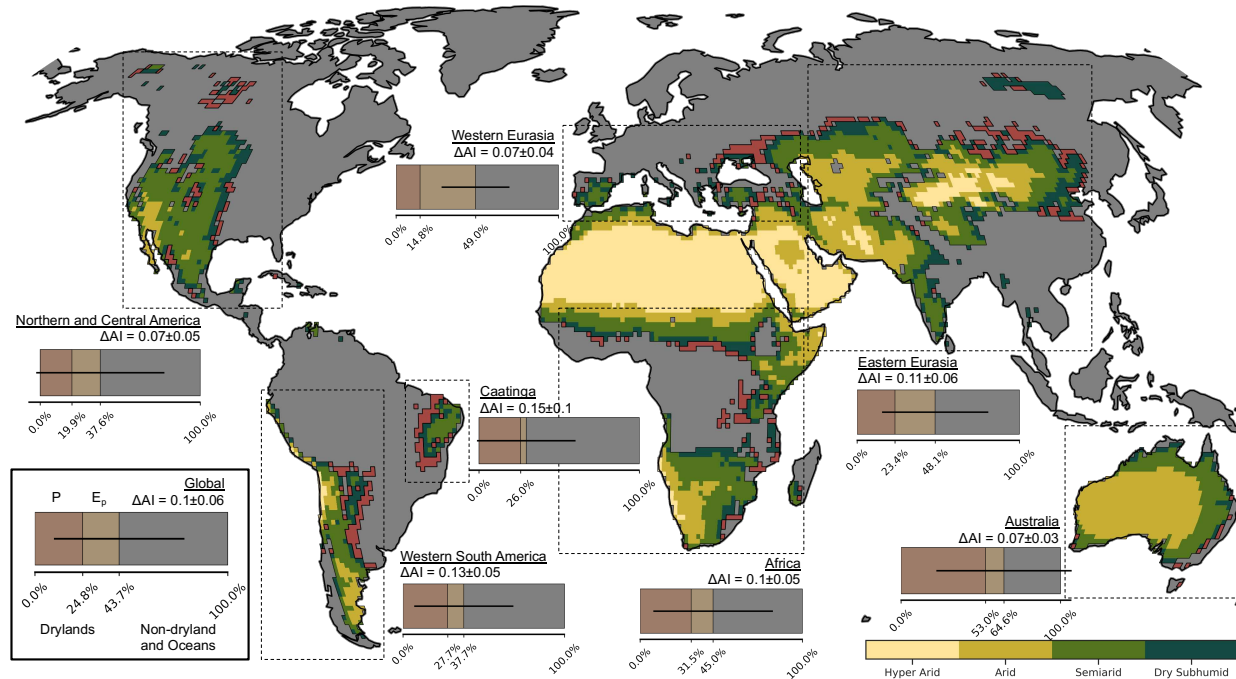 Western Eurasia
ΔAI = 0.07±0.04
0.0%
14.8%
49.0%
100.0%
Northern and Central America
ΔAI = 0.07±0.05
0.0%
19.9%
37.6%
100.0%
Caatinga
ΔAI = 0.15±0.1
0.0%
26.0%
100.0%
Eastern Eurasia
ΔAI = 0.11±0.06
0.0%
23.4%
48.1%
100.0%
Global
P
Eₚ
ΔAI = 0.1±0.06
0.0%
24.8%
43.7%
100.0%
Drylands
Non-dryland
and Oceans
Western South America
ΔAI = 0.13±0.05
0.0%
27.7%
37.7%
100.0%
Africa
ΔAI = 0.1±0.05
0.0%
31.5%
45.0%
100.0%
Australia
ΔAI = 0.07±0.03
0.0%
53.0%
64.6%
100.0%
Hyper Arid
Arid
Semiarid
Dry Subhumid